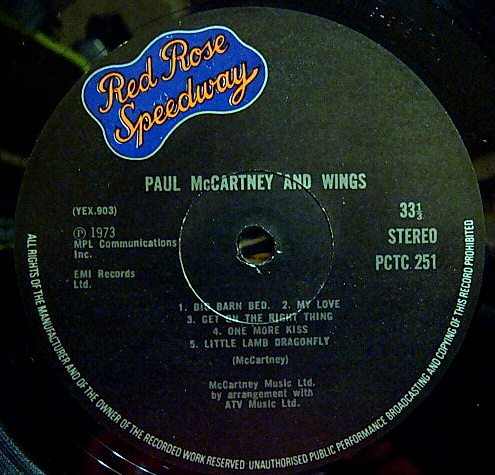 Red Rose
Speedway
PAUL McCARTNEY AND WINGS
(YEX.903)
Ⓟ 1973
MPL Communications
Inc.
EMI Records
Ltd.
33⅓
STEREO
PCTC 251
1. BIG BARN BED. 2. MY LOVE
3. GET ON THE RIGHT THING
4. ONE MORE KISS
5. LITTLE LAMB DRAGONFLY
(McCartney)
McCartney Music Ltd.
by arrangement with
ATV Music Ltd.
ALL RIGHTS OF THE MANUFACTURER AND OF THE OWNER OF THE RECORDED WORK RESERVED UNAUTHORISED PUBLIC PERFORMANCE BROADCASTING AND COPYING OF THIS RECORD PROHIBITED